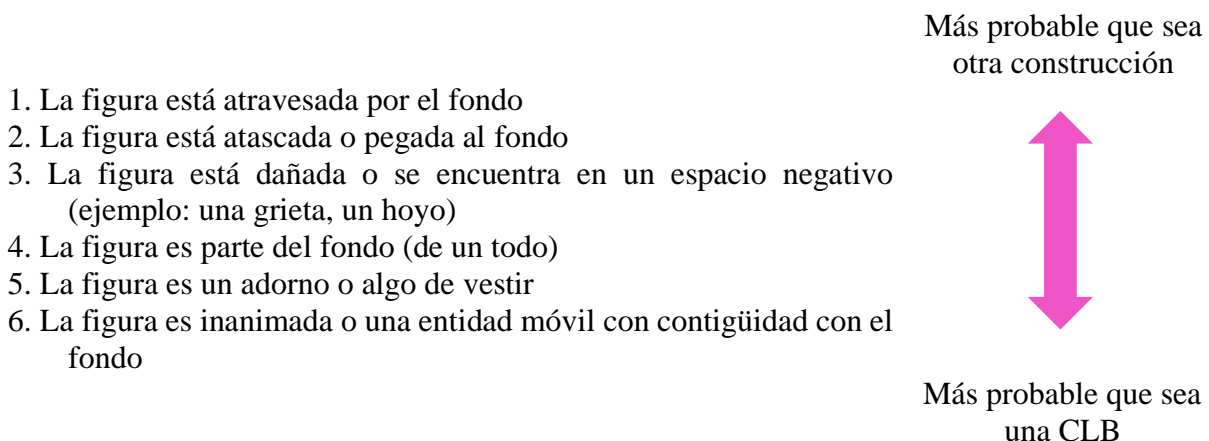 Más probable que sea
otra construcción
1. La figura está atravesada por el fondo
2. La figura está atascada o pegada al fondo
3. La figura está dañada o se encuentra en un espacio negativo
(ejemplo: una grieta, un hoyo)
4. La figura es parte del fondo (de un todo)
5. La figura es un adorno o algo de vestir
6. La figura es inanimada o una entidad móvil con contigüidad con el
fondo
Más probable que sea
una CLB